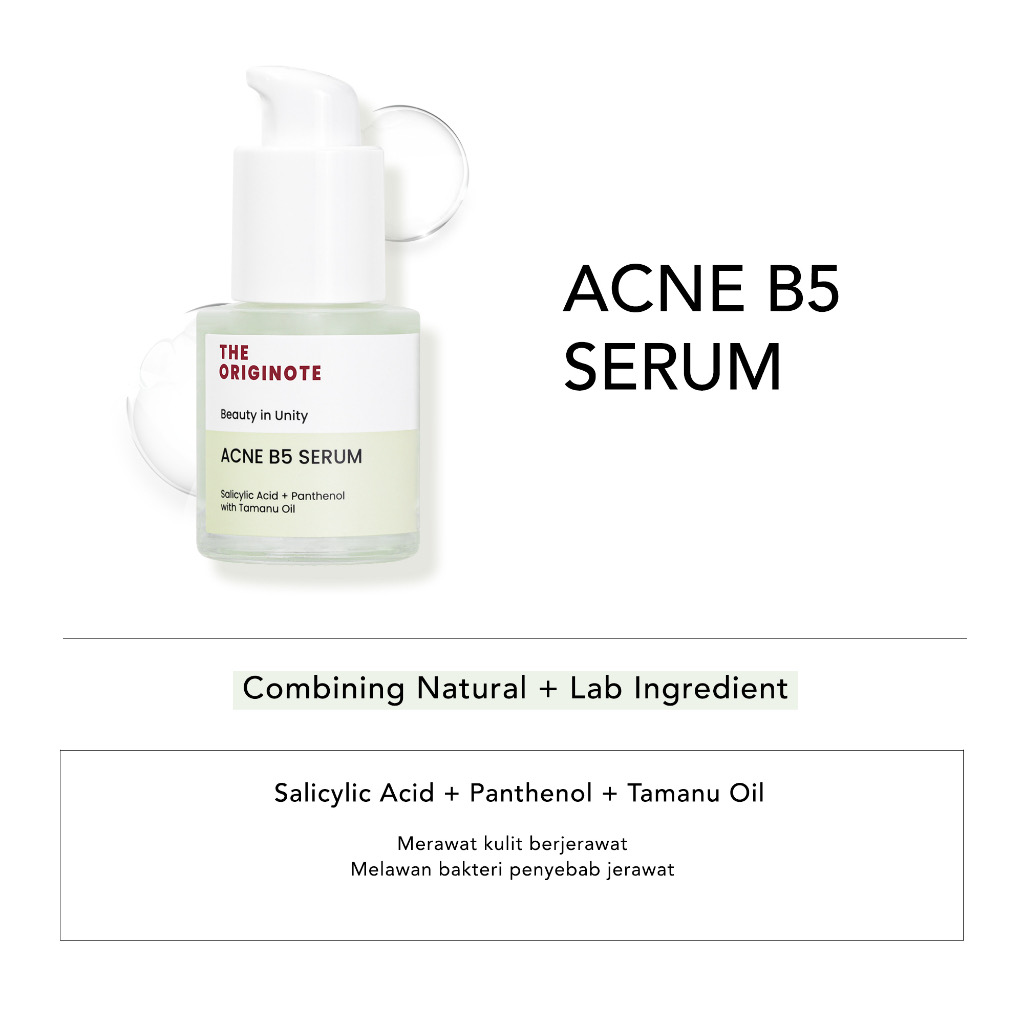 THE
ORIGINOTE
Beauty in Unity
ACNE B5 SERUM
Salicylic Acid + Panthenol
with Tamanu Oil
ACNE B5
SERUM
Combining Natural + Lab Ingredient
Salicylic Acid + Panthenol + Tamanu Oil
Merawat kulit berjerawat
Melawan bakteri penyebab jerawat